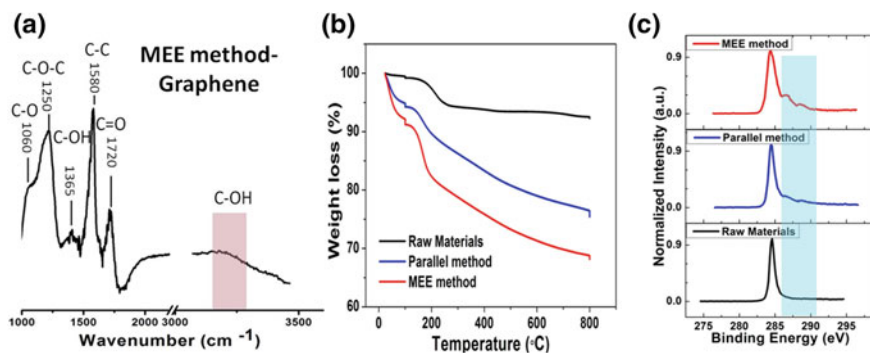 (a)
MEE method-
Graphene
C-O
1060
C-O-C
1250
C-OH
1365
C-C
1580
C=O
1720
C-OH
1000 1500 2000 3000 3500
Wavenumber (cm -1)
(b)
Weight loss (%)
100
90
80
70
60
Raw Materials
Parallel method
MEE method
0 200 400 600 800
Temperature (°C)
(c)
Normalized Intensity (a.u.)
MEE method
0.9
0.0
Parallel method
0.9
0.0
Raw Materials
0.9
0.0
275 280 285 290 295
Binding Energy (eV)